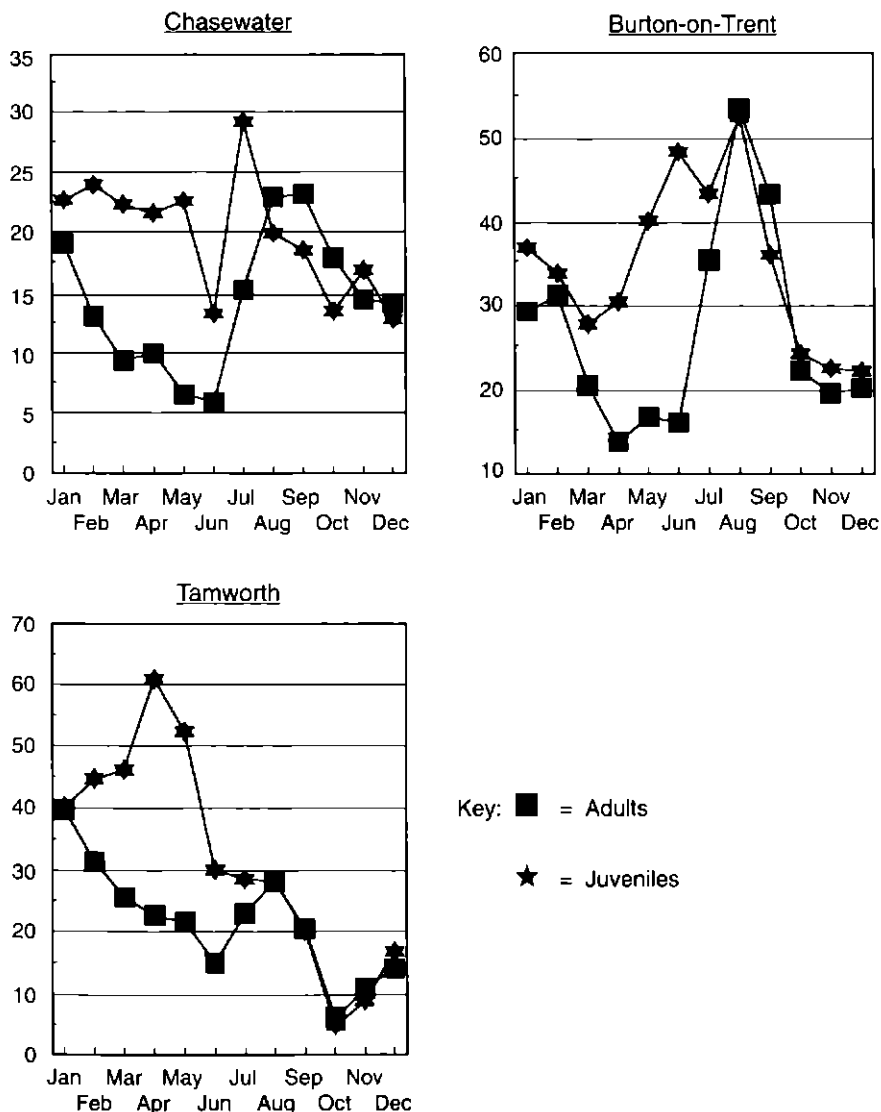 Chasewater
35
30
25
20
15
10
5
0
Jan Mar May Jul Sep Nov
Feb Apr Jun Aug Oct Dec
Burton-on-Trent
60
50
40
30
20
10
Jan Mar May Jul Sep Nov
Feb Apr Jun Aug Oct Dec
Tamworth
70
60
50
40
30
20
10
0
Jan Mar May Jul Sep Nov
Feb Apr Jun Aug Oct Dec
Key: ■ = Adults
★ = Juveniles